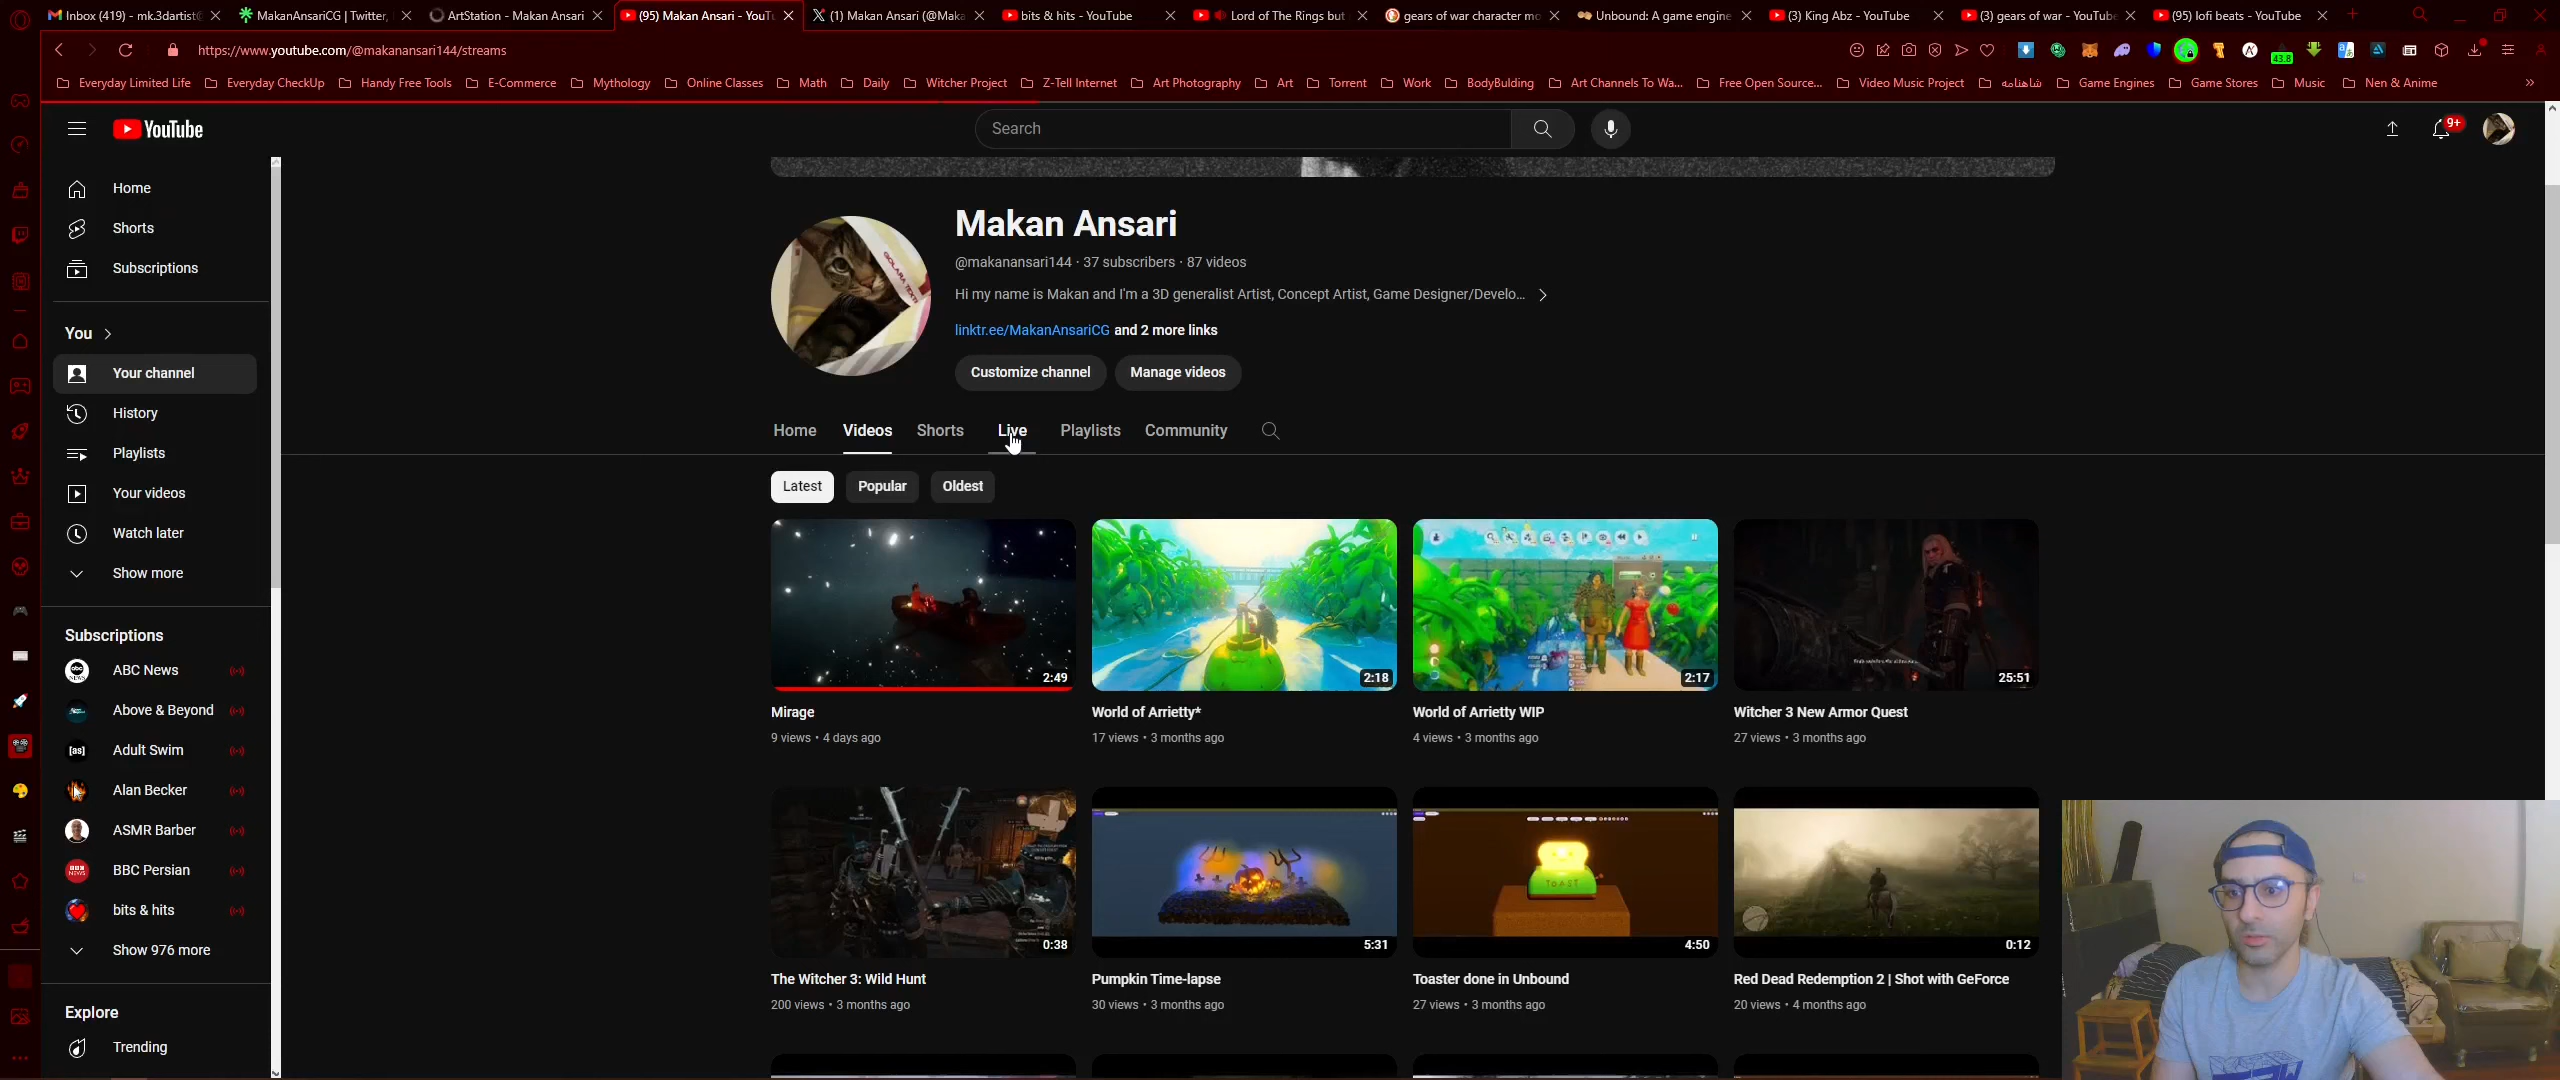 Inbox (419) - mk.3dartist@
MakanAnsariCG | Twitter,
ArtStation - Makan Ansari
(95) Makan Ansari - YouTu
(1) Makan Ansari (@Maka
bits & hits - YouTube
Lord of The Rings but
gears of war character mo
Unbound: A game engine
(3) King Abz - YouTube
(3) gears of war - YouTube
(95) lofi beats - YouTube
https://www.youtube.com/@makanansari144/streams
43.8
Everyday Limited Life
Everyday CheckUp
Handy Free Tools
E-Commerce
Mythology
Online Classes
Math
Daily
Witcher Project
Z-Tell Internet
Art Photography
Art
Torrent
Work
BodyBulding
Art Channels To Wa...
Free Open Source...
Video Music Project
شاهنامه
Game Engines
Game Stores
Music
Nen & Anime
YouTube
Search
9+
Home
Shorts
Subscriptions
You
Your channel
History
Playlists
Your videos
Watch later
Show more
Subscriptions
ABC News
Above & Beyond
Adult Swim
[as]
Alan Becker
ASMR Barber
BBC Persian
bits & hits
Show 976 more
Explore
Trending
Makan Ansari
@makanansari144 · 37 subscribers · 87 videos
Hi my name is Makan and I'm a 3D generalist Artist, Concept Artist, Game Designer/Develo...
linktr.ee/MakanAnsariCG and 2 more links
Customize channel
Manage videos
Home
Videos
Shorts
Live
Playlists
Community
Latest
Popular
Oldest
2:49
2:18
2:17
25:51
Mirage
9 views • 4 days ago
World of Arrietty*
17 views • 3 months ago
World of Arrietty WIP
4 views • 3 months ago
Witcher 3 New Armor Quest
27 views • 3 months ago
0:38
5:31
TOAST
4:50
0:12
The Witcher 3: Wild Hunt
200 views • 3 months ago
Pumpkin Time-lapse
30 views • 3 months ago
Toaster done in Unbound
27 views • 3 months ago
Red Dead Redemption 2 | Shot with GeForce
20 views • 4 months ago